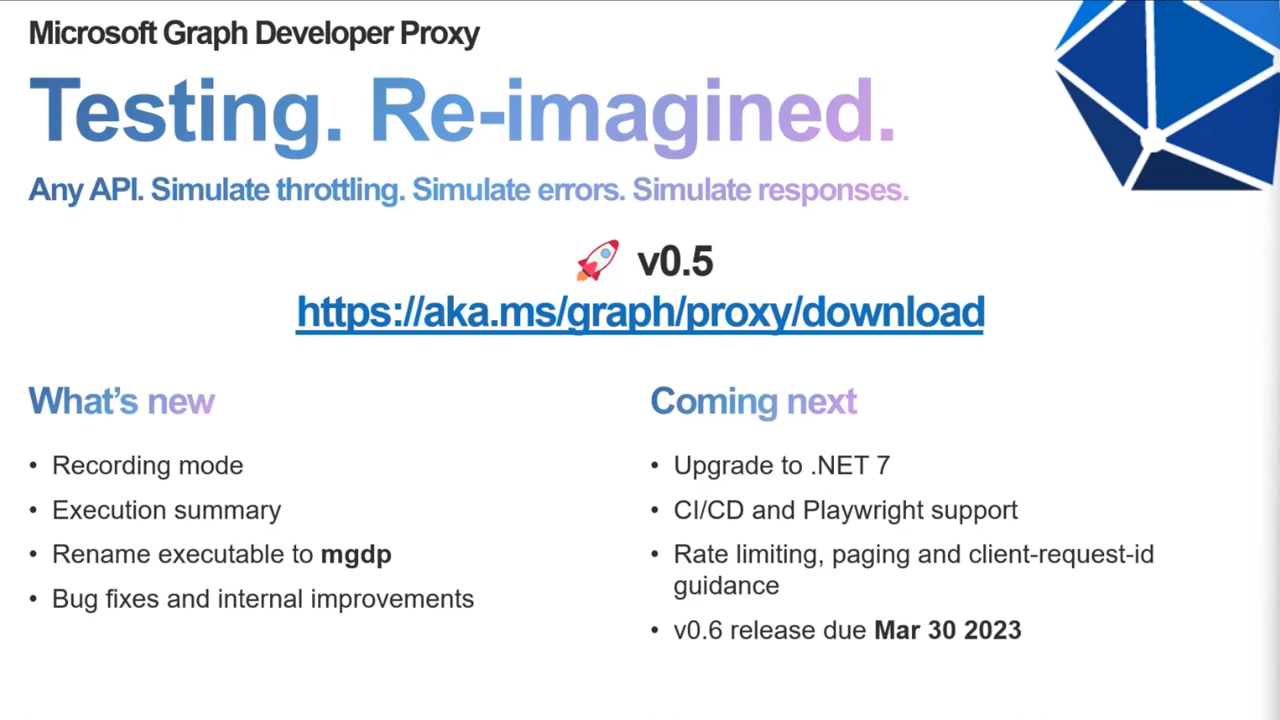 Microsoft Graph Developer Proxy
Testing. Re-imagined.
Any API. Simulate throttling. Simulate errors. Simulate responses.
🚀 v0.5
https://aka.ms/graph/proxy/download
What’s new
• Recording mode
• Execution summary
• Rename executable to mgdp
• Bug fixes and internal improvements
Coming next
• Upgrade to .NET 7
• CI/CD and Playwright support
• Rate limiting, paging and client-request-id
guidance
• v0.6 release due Mar 30 2023